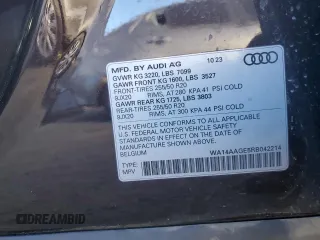 MFD. BY AUDI AG 10 23
GVWR KG 3220, LBS 7099
GAWR FRONT KG 1600, LBS 3527
FRONT-TIRES 255/50 R20
9JX20 RIMS, AT 280 KPA 41 PSI COLD
GAWR REAR KG 1725, LBS 3803
REAR-TIRES 255/50 R20
9JX20 RIMS, AT 300 KPA 44 PSI COLD
THIS VEHICLE CONFORMS TO ALL APPLICABLE
U.S. FEDERAL MOTOR VEHICLE SAFETY
STANDARDS IN EFFECT ON THE DATE OF
MANUFACTURE SHOWN ABOVE.
BELGIUM WA14AAGE6RB042214